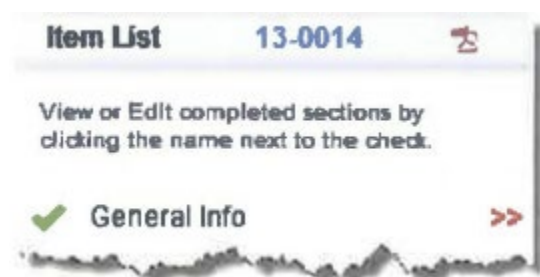 Item List 13-0014
View or Edit completed sections by
clicking the name next to the check.
General Info >>